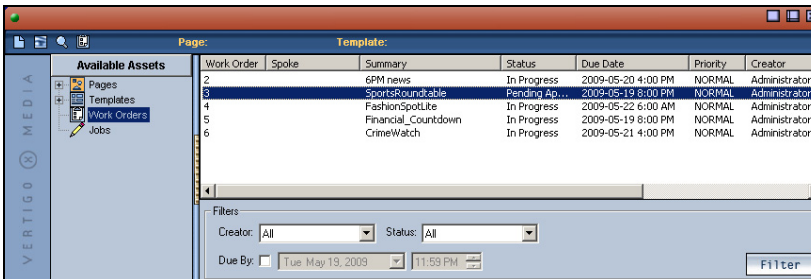 Page: Template:
Available Assets
Pages
Templates
Work Orders
Jobs
VERTIGO MEDIA
Work Order Spoke Summary Status Due Date Priority Creator
2 6PM news In Progress 2009-05-20 4:00 PM NORMAL Administrator
3 SportsRoundtable Pending Ap... 2009-05-19 8:00 PM NORMAL Administrator
4 FashionSpotLite In Progress 2009-05-22 6:00 AM NORMAL Administrator
5 Financial_Countdown In Progress 2009-05-19 8:00 PM NORMAL Administrator
6 CrimeWatch In Progress 2009-05-21 4:00 PM NORMAL Administrator
Filters
Creator: All Status: All
Due By: Tue May 19, 2009 11:59 PM
Filter